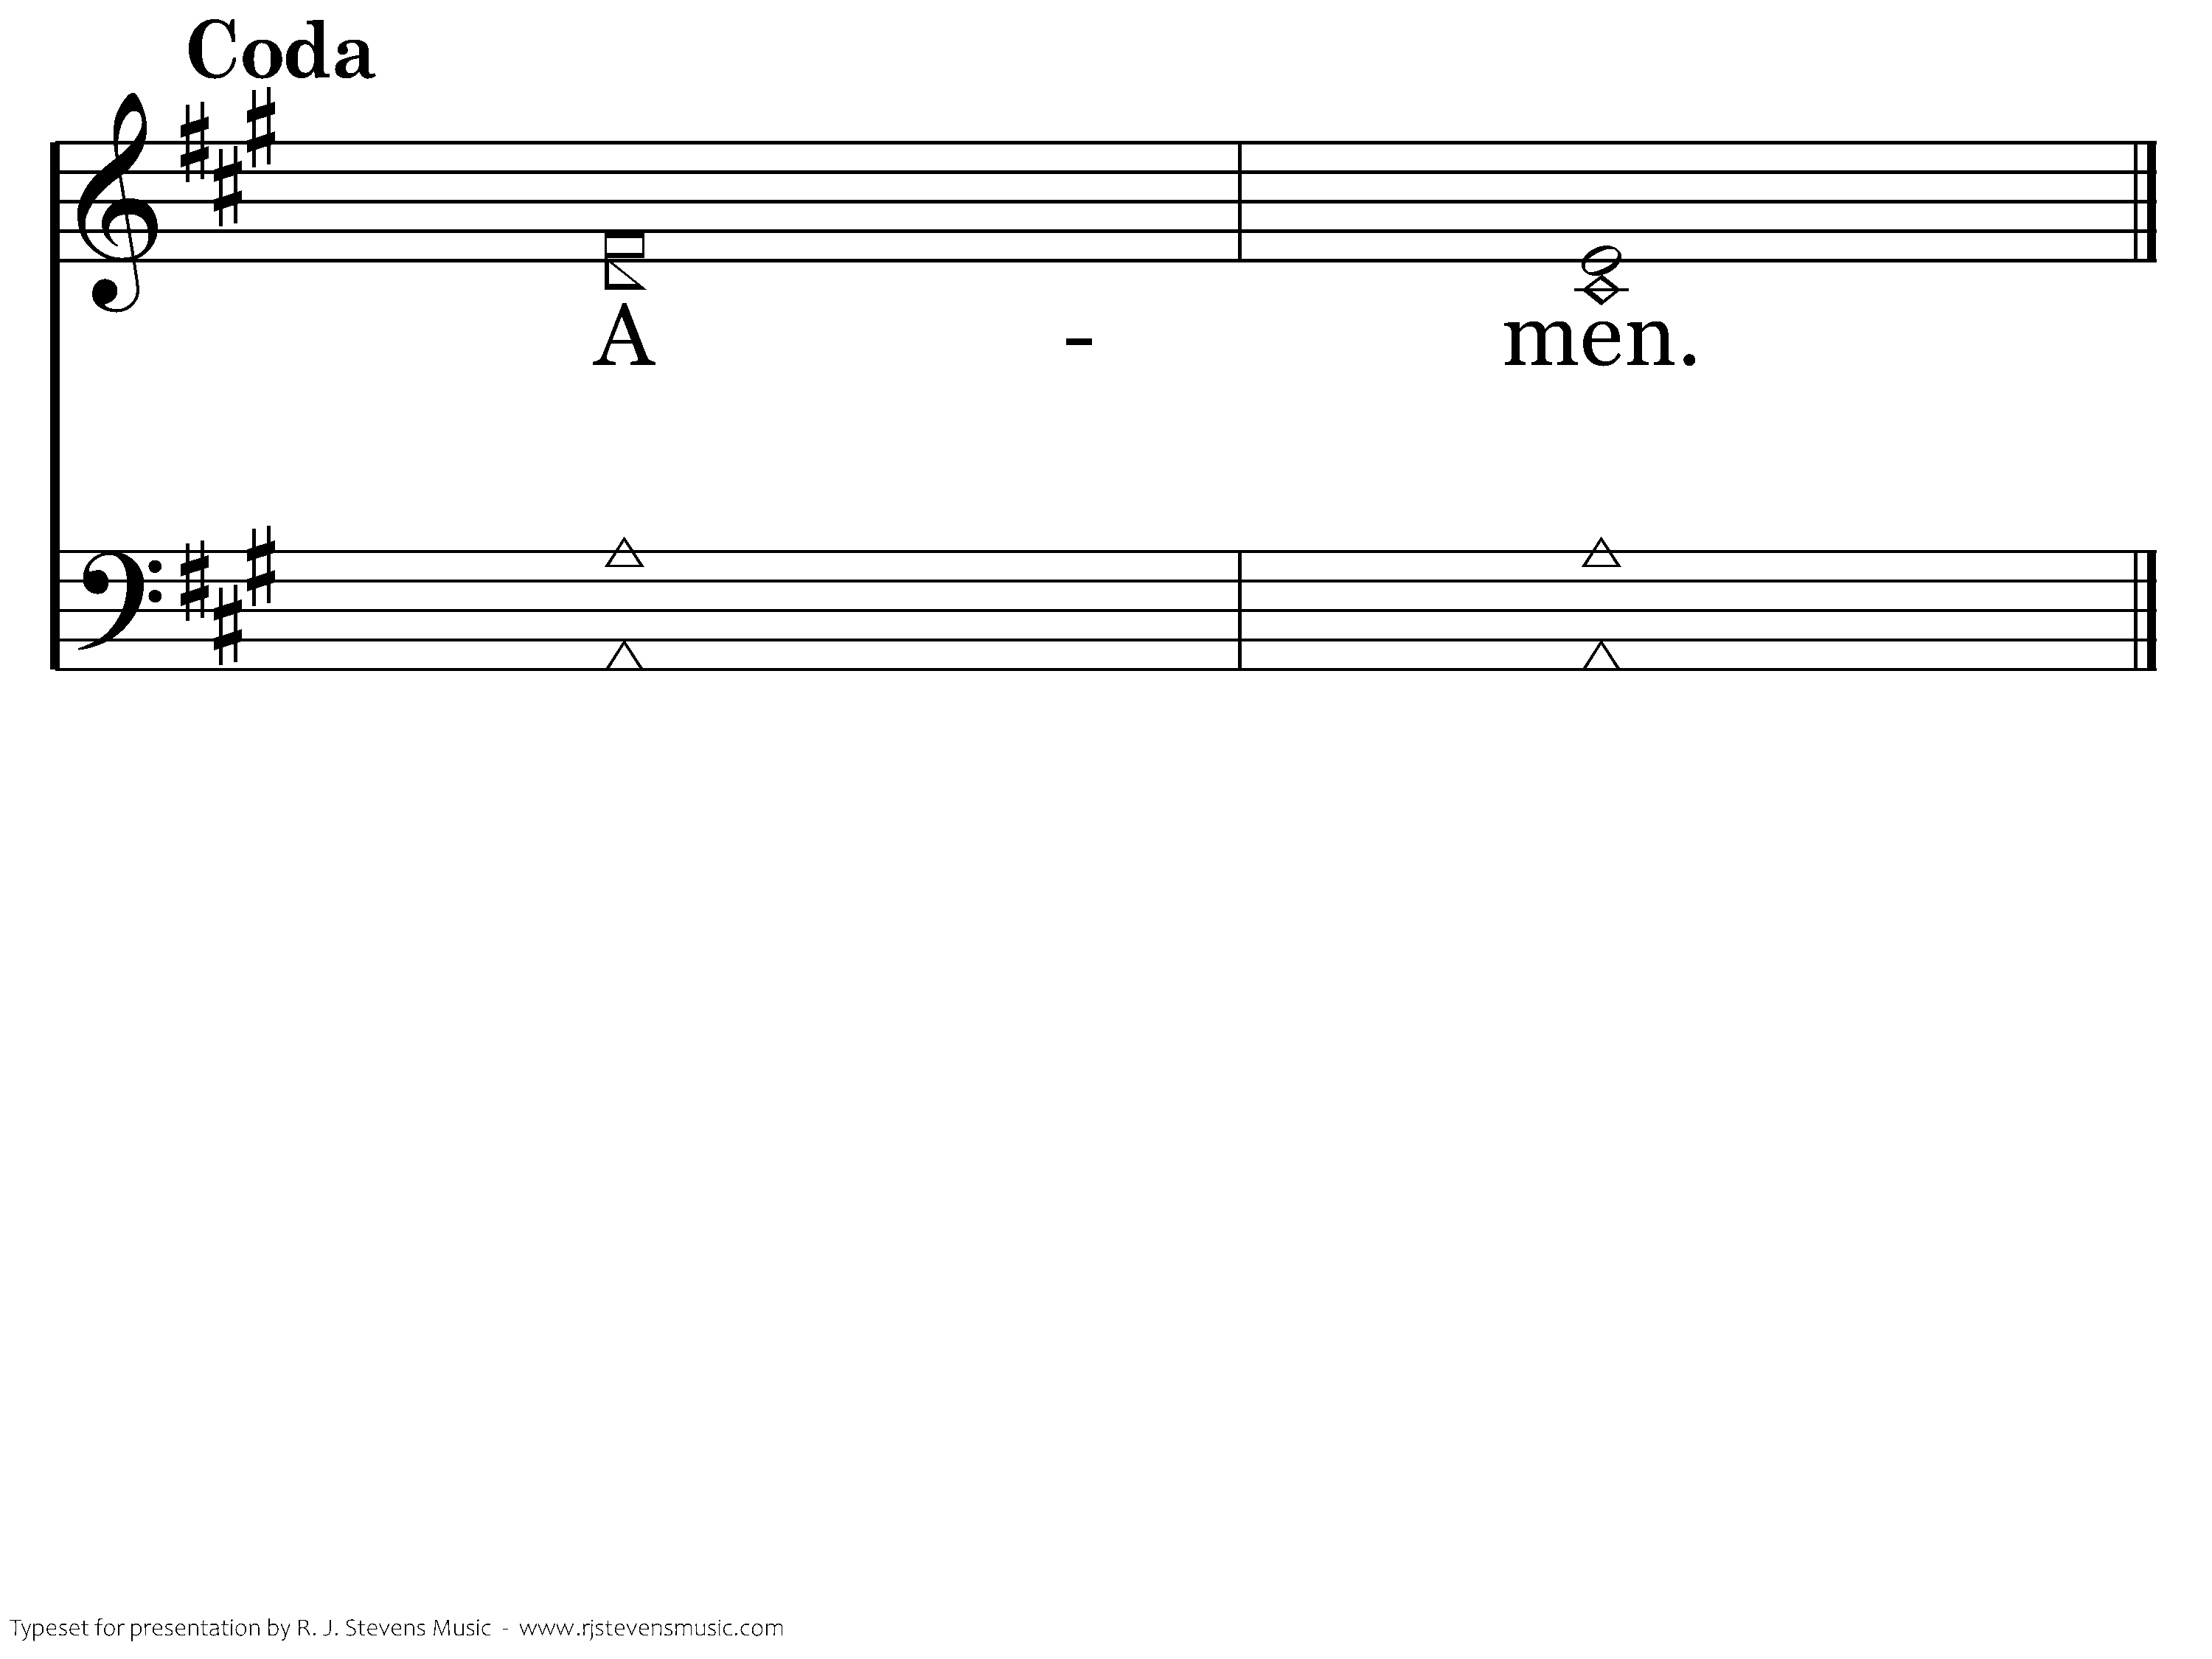 Coda
A - men.
Typeset for presentation by R. J. Stevens Music - www.rjstevensmusic.com